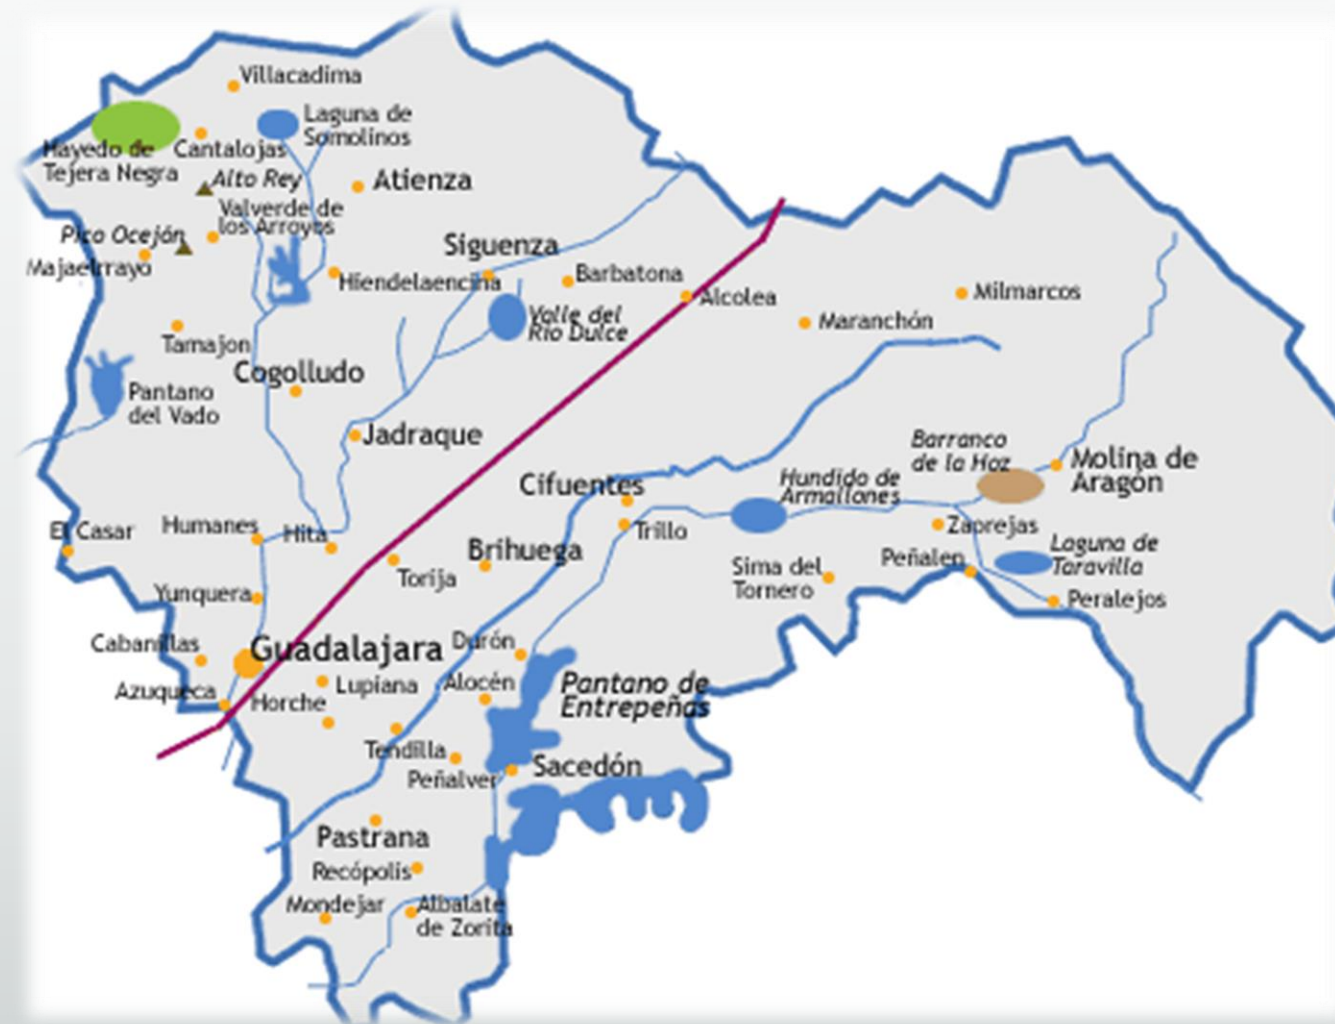 Villacadima
Laguna de
Somolinos
Hayedo de
Tejera Negra
Cantalojas
Alto Rey
Atienza
Valverde de
los Arroyos
Pico Oceján
Majaelrrayo
Siguenza
Hiendelaencina
Barbatona
Alcolea
Milmarcos
Maranchón
Valle del
Río Dulce
Tamajon
Cogolludo
Pantano
del Vado
Jadraque
Barranco
de la Hoz
Molina de
Aragón
Cifuentes
Hundido de
Armallones
El Casar
Humanes
Hita
Trillo
Zaorejas
Brihuega
Torija
Sima del
Tornero
Peñalen
Laguna de
Taravilla
Yunquera
Peralejos
Cabanillas
Guadalajara
Durón
Azuqueca
Horche
Lupiana
Alocén
Pantano de
Entrepeñas
Tendilla
Peñalver
Sacedón
Pastrana
Recópolis
Mondejar
Albalate
de Zorita